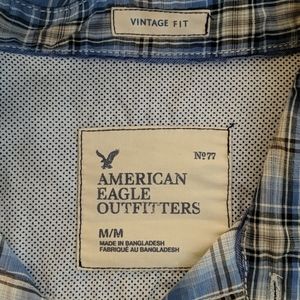 VINTAGE FIT
Nº77
AMERICAN
EAGLE
OUTFITTERS
M/M
MADE IN BANGLADESH
FABRIQUÉ AU BANGLADESH